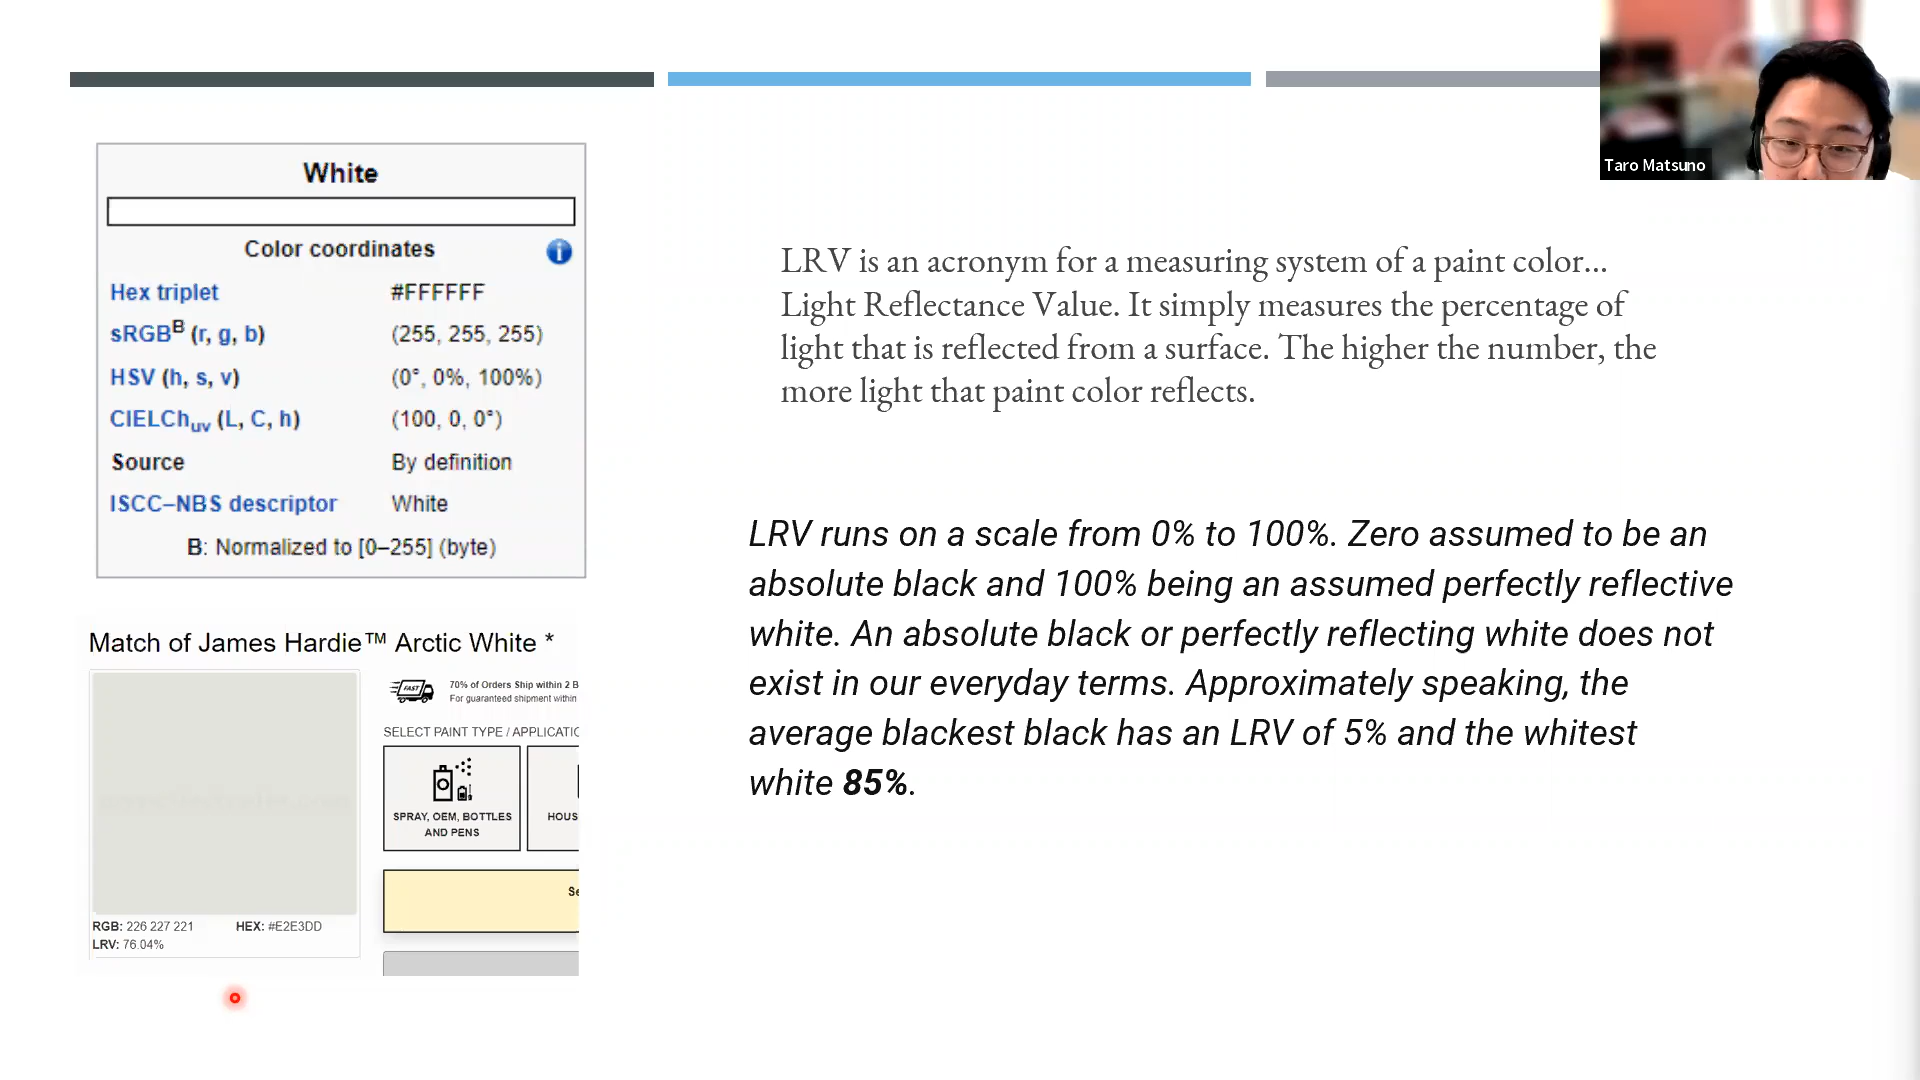 White
Color coordinates
Hex triplet #FFFFFF
sRGBB (r, g, b) (255, 255, 255)
HSV (h, s, v) (0°, 0%, 100%)
CIELChuv (L, C, h) (100, 0, 0°)
Source By definition
ISCC–NBS descriptor White
B: Normalized to [0–255] (byte)
Match of James Hardie™ Arctic White *
FAST
70% of Orders Ship within 2 B
For guaranteed shipment within
SELECT PAINT TYPE / APPLICATIO
SPRAY, OEM, BOTTLES
AND PENS
HOUS
Se
RGB: 226 227 221 HEX: #E2E3DD
LRV: 76.04%
Taro Matsuno
LRV is an acronym for a measuring system of a paint color...
Light Reflectance Value. It simply measures the percentage of
light that is reflected from a surface. The higher the number, the
more light that paint color reflects.
LRV runs on a scale from 0% to 100%. Zero assumed to be an
absolute black and 100% being an assumed perfectly reflective
white. An absolute black or perfectly reflecting white does not
exist in our everyday terms. Approximately speaking, the
average blackest black has an LRV of 5% and the whitest
white 85%.